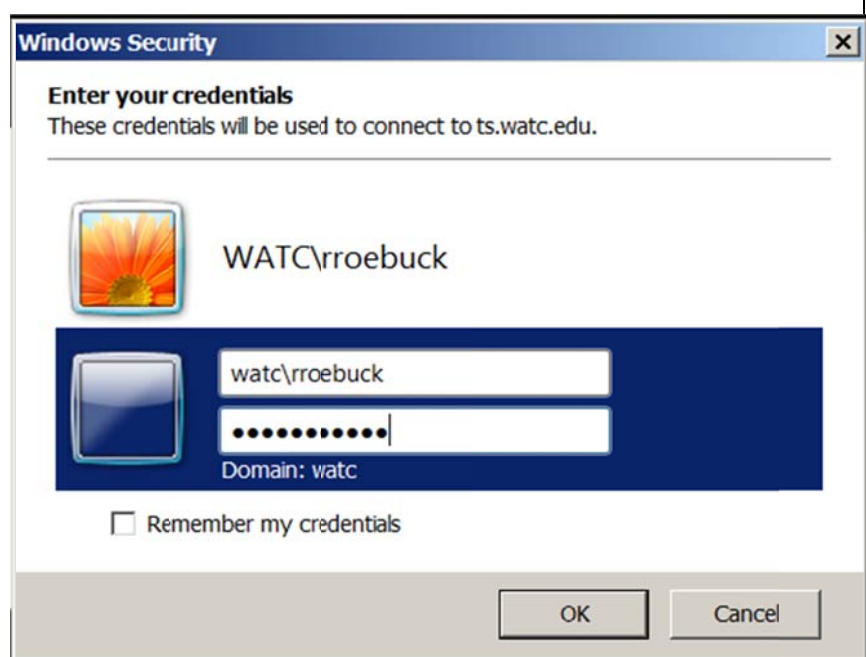 Windows Security
Enter your credentials
These credentials will be used to connect to ts.watc.edu.
WATC\rroebuck
watc\rroebuck
●●●●●●●●●●●
Domain: watc
Remember my credentials
OK Cancel